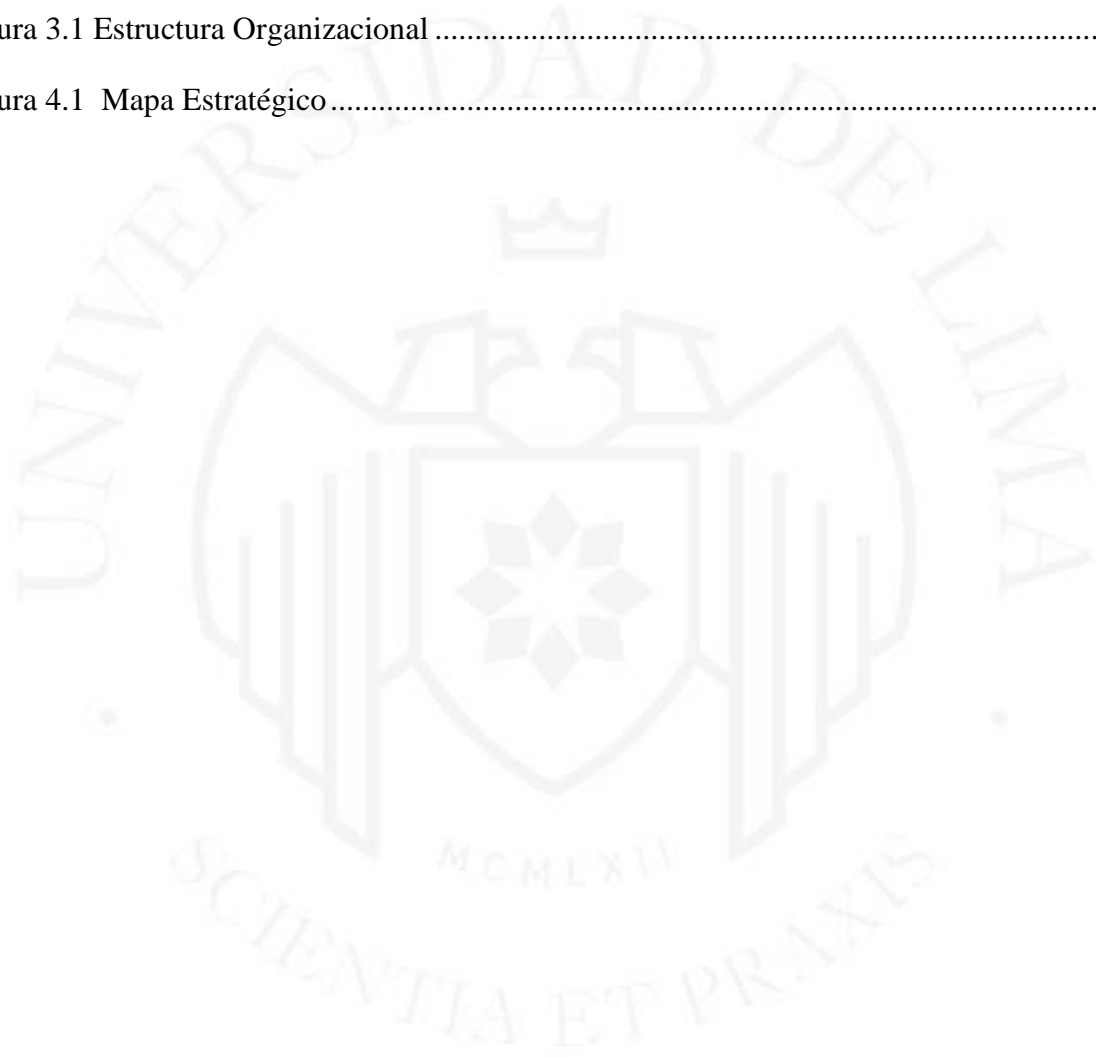 ura 3.1 Estructura Organizacional ....................................................................................
ura 4.1  Mapa Estratégico.................................................................................................
UNIVERSIDAD DE LIMA
MCMLXII
SCIENTIA ET PRAXIS